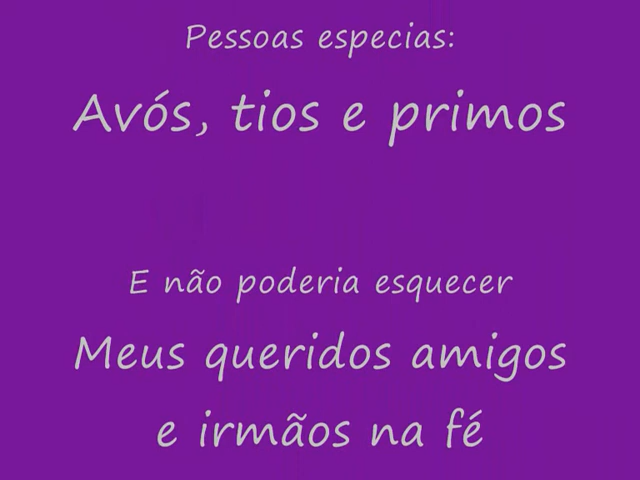 Pessoas especias:
Avós, tios e primos
E não poderia esquecer
Meus queridos amigos
e irmãos na fé